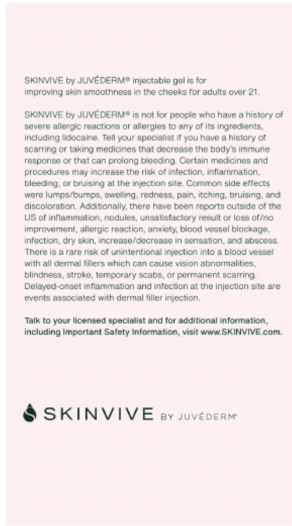 SKINVIVE by JUVÉDERM® injectable gel is for
improving skin smoothness in the cheeks for adults over 21.
SKINVIVE by JUVÉDERM® is not for people who have a history of
severe allergic reactions or allergies to any of its ingredients,
including lidocaine. Tell your specialist if you have a history of
scarring or taking medicines that decrease the body's immune
response or that can prolong bleeding. Certain medicines and
procedures may increase the risk of infection, inflammation,
bleeding, or bruising at the injection site. Common side effects
were lumps/bumps, swelling, redness, pain, itching, bruising, and
discoloration. Additionally, there have been reports outside of the
US of inflammation, nodules, unsatisfactory result or loss of/no
improvement, allergic reaction, anxiety, blood vessel blockage,
infection, dry skin, increase/decrease in sensation, and abscess.
There is a rare risk of unintentional injection into a blood vessel
with all dermal fillers which can cause vision abnormalities,
blindness, stroke, temporary scabs, or permanent scarring.
Delayed-onset inflammation and infection at the injection site are
events associated with dermal filler injection.
Talk to your licensed specialist and for additional information,
including Important Safety Information, visit www.SKINVIVE.com.
SKINVIVE BY JUVÉDERM®